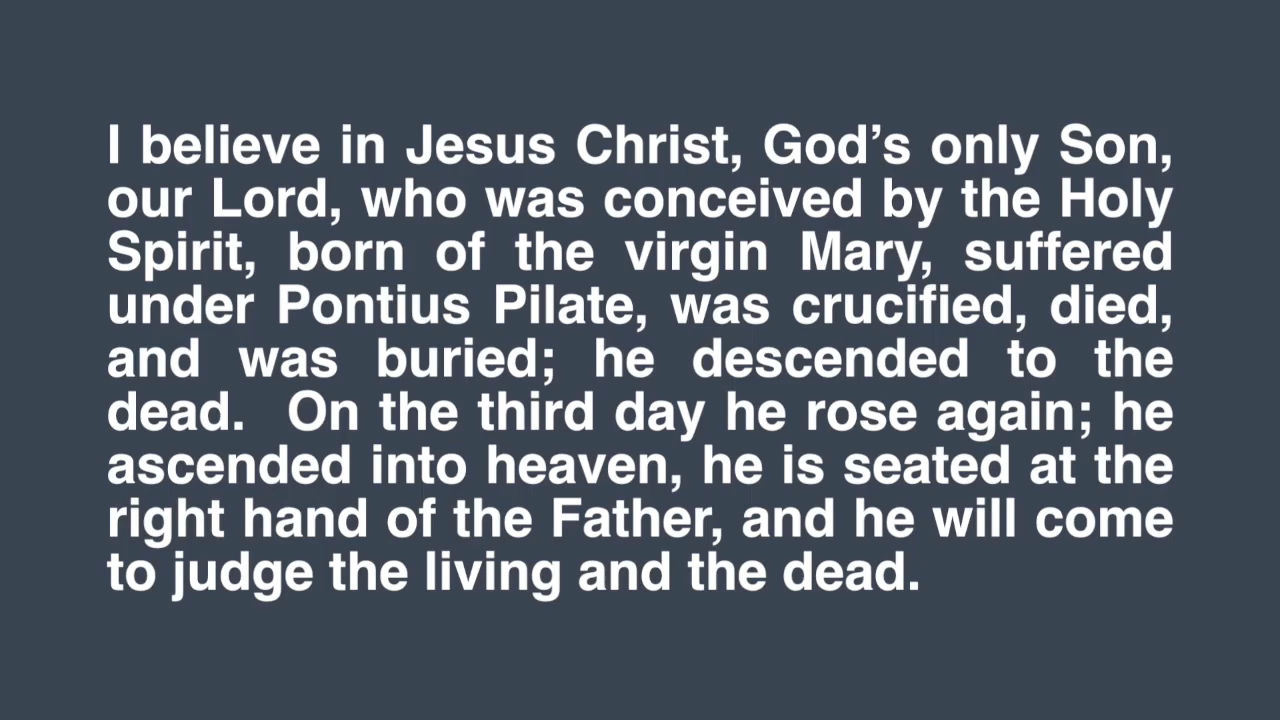 I believe in Jesus Christ, God’s only Son,
our Lord, who was conceived by the Holy
Spirit, born of the virgin Mary, suffered
under Pontius Pilate, was crucified, died,
and was buried; he descended to the
dead.  On the third day he rose again; he
ascended into heaven, he is seated at the
right hand of the Father, and he will come
to judge the living and the dead.